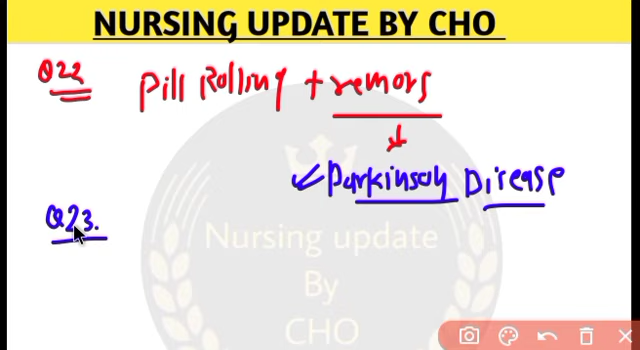 NURSING UPDATE BY CHO
Q22 Pill Rolling tremors
Parkinson Disease
Q23.
Nursing update
By
CHO